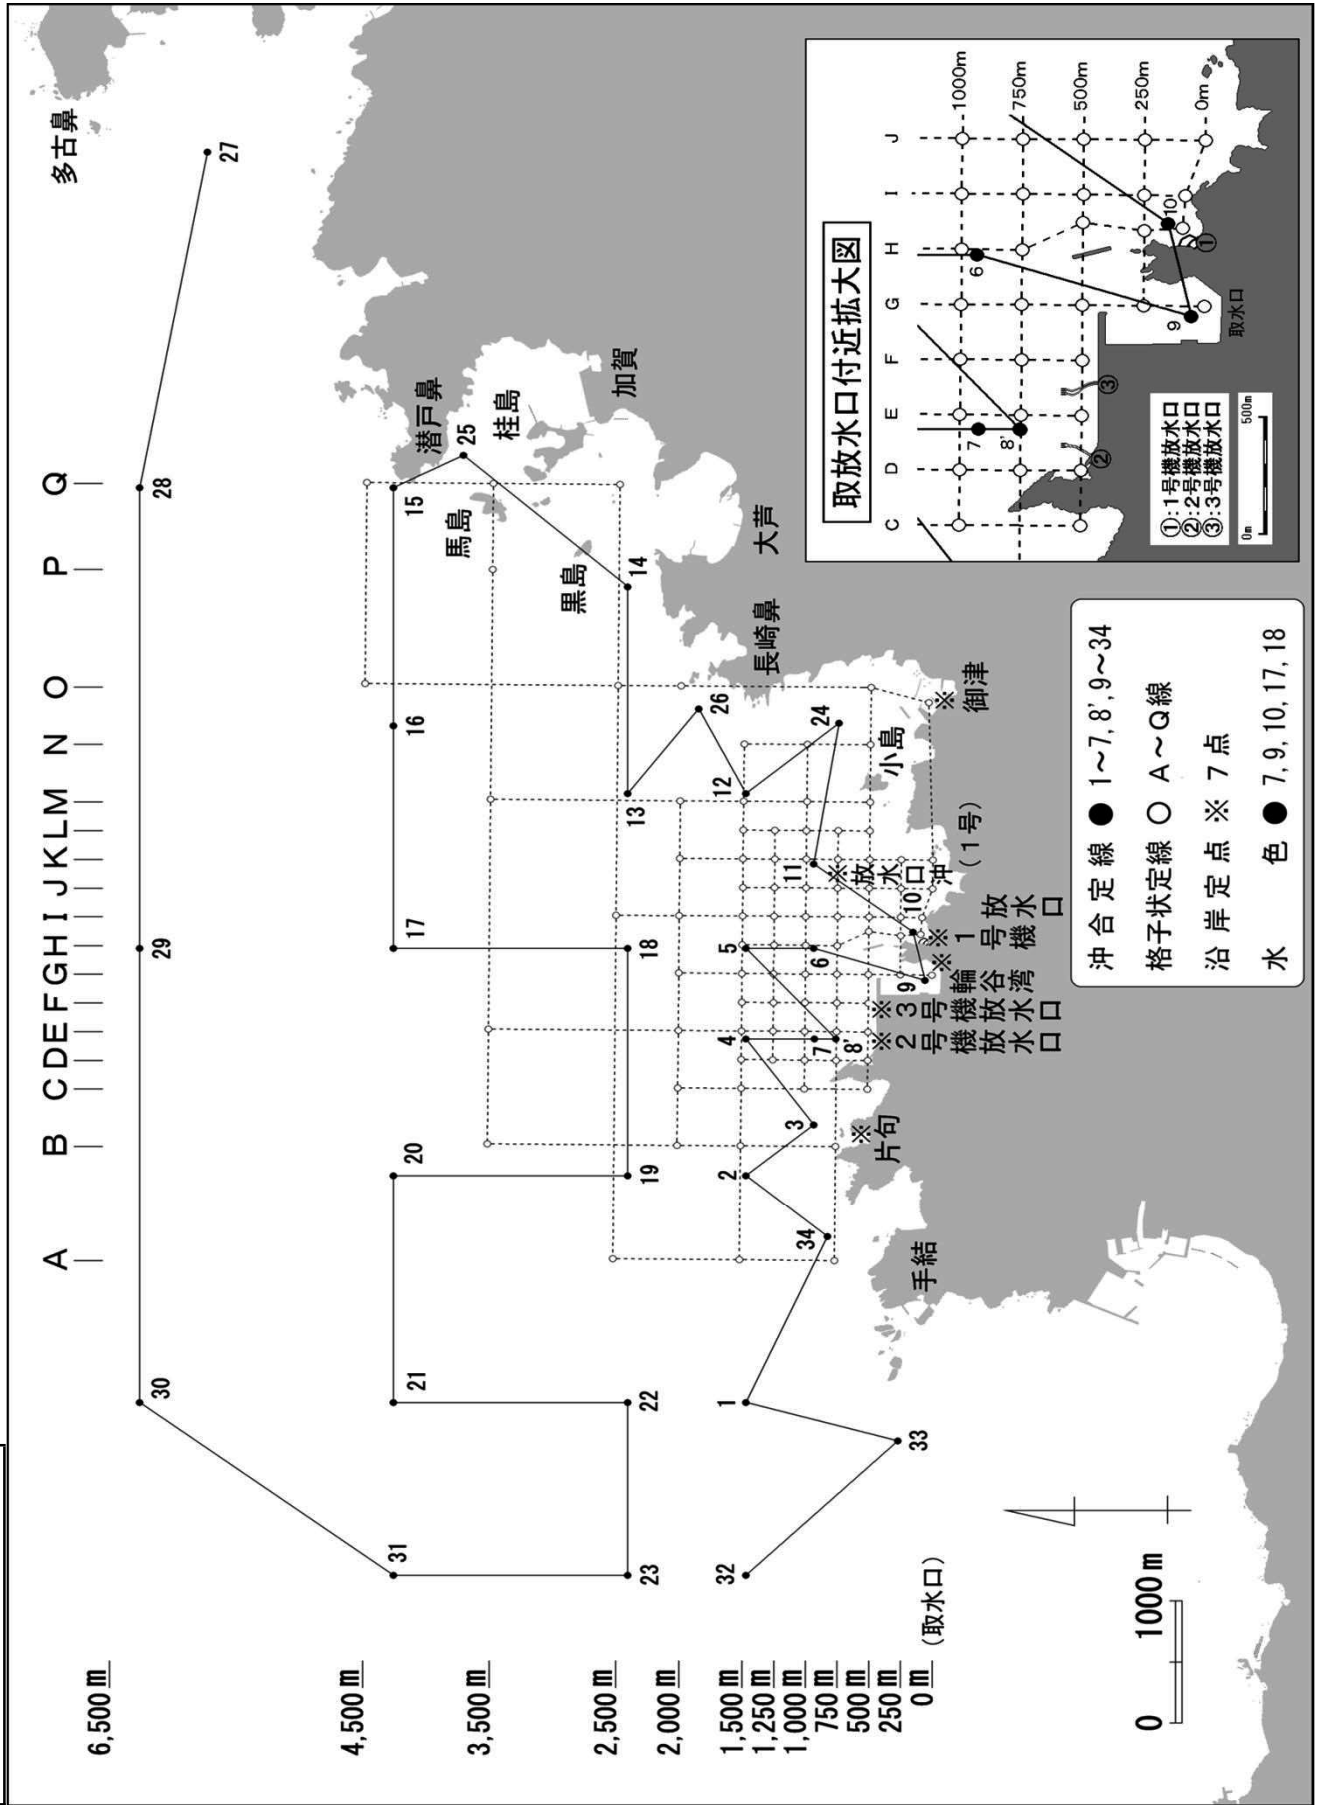 A B C D E F G H I J K L M N O P Q
6,500m
4,500m
3,500m
2,500m
2,000m
1,500m
1,250m
1,000m
750m
500m
250m
0m
(取水口)
30
29
28
27
多古鼻
31
21
20
17
16
15
潜戸鼻
25
桂島
加賀
馬島
黒島
14
大芦
長崎鼻
23
22
19
18
13
26
32
1
2
4
5
12
24
小島
33
34
3
7
8'
6
11
9
10
※放水口沖(1号)
※御津
※1号機放水口
※輪谷湾
※3号機放水口
※2号機放水口
※片句
手結
0 1000m
沖合定線 ● 1~7,8',9~34
格子状定線 ○ A~Q線
沿岸定点 ※ 7点
水色 ● 7,9,10,17,18
取放水口付近拡大図
C D E F G H I J
1000m
750m
500m
250m
0m
6
7
8'
9
10
①
②
③
取水口
①:1号機放水口
②:2号機放水口
③:3号機放水口
0m 500m